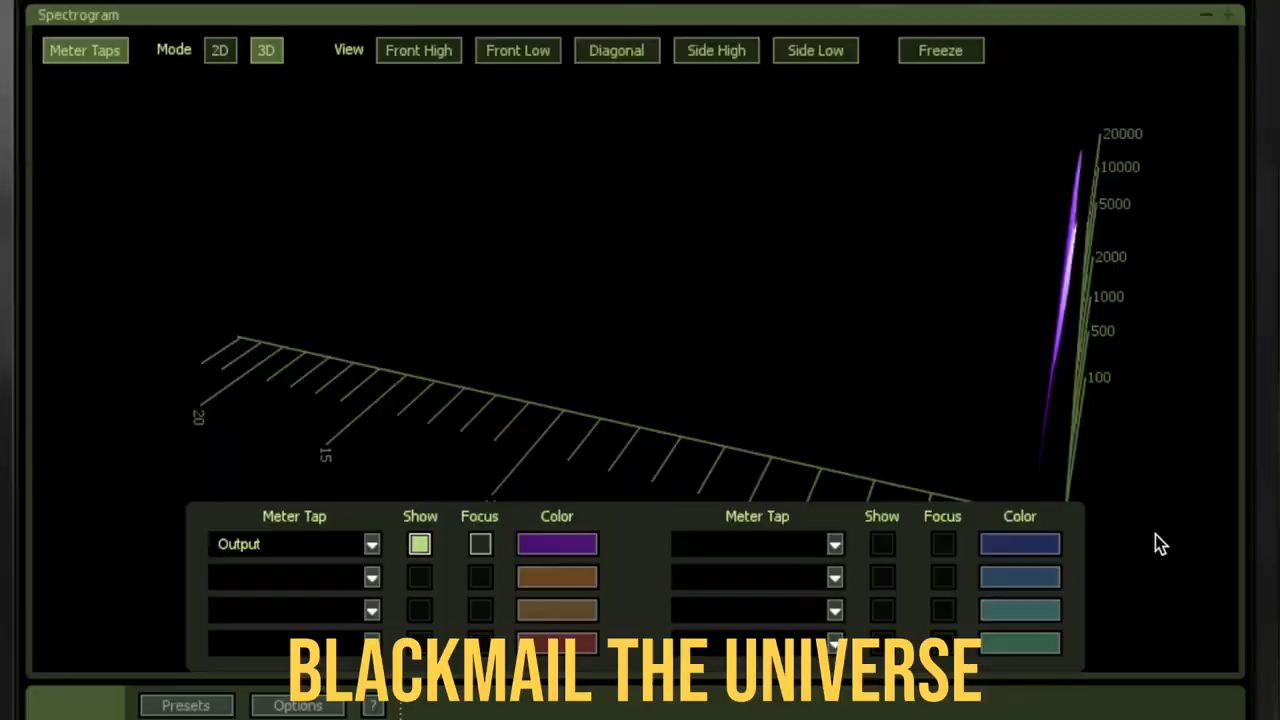 Spectrogram
Meter Taps Mode 2D 3D View Front High Front Low Diagonal Side High Side Low Freeze
20000
10000
5000
2000
1000
500
100
20
15
Meter Tap Show Focus Color Meter Tap Show Focus Color
Output
BLACKMAIL THE UNIVERSE
Presets Options ?